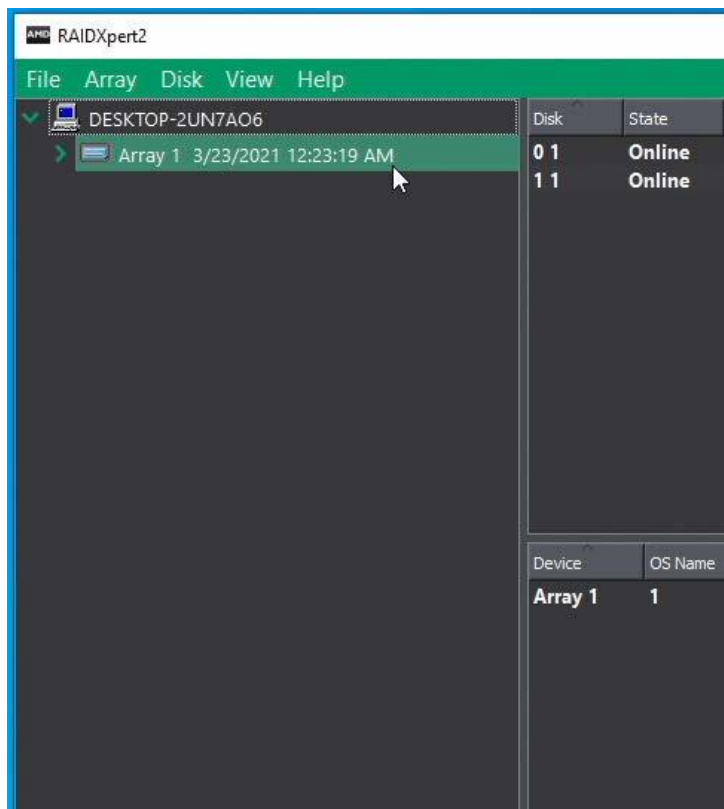 AMD RAIDXpert2
File Array Disk View Help
DESKTOP-2UN7AO6
Array 1 3/23/2021 12:23:19 AM
Disk State
0 1 Online
1 1 Online
Device OS Name
Array 1 1